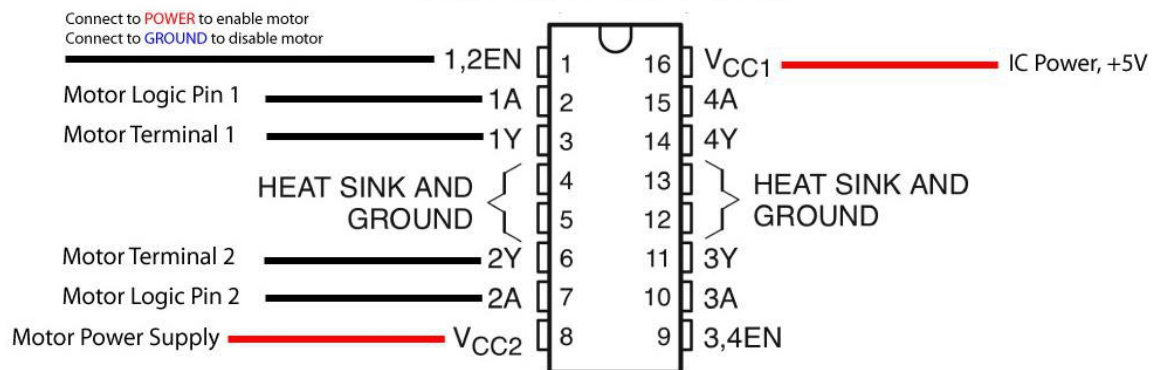 Connect to POWER to enable motor
Connect to GROUND to disable motor
1,2EN 1 16 VCC1 IC Power, +5V
Motor Logic Pin 1 1A 2 15 4A
Motor Terminal 1 1Y 3 14 4Y
HEAT SINK AND 4 13 HEAT SINK AND
GROUND 5 12 GROUND
Motor Terminal 2 2Y 6 11 3Y
Motor Logic Pin 2 2A 7 10 3A
Motor Power Supply VCC2 8 9 3,4EN